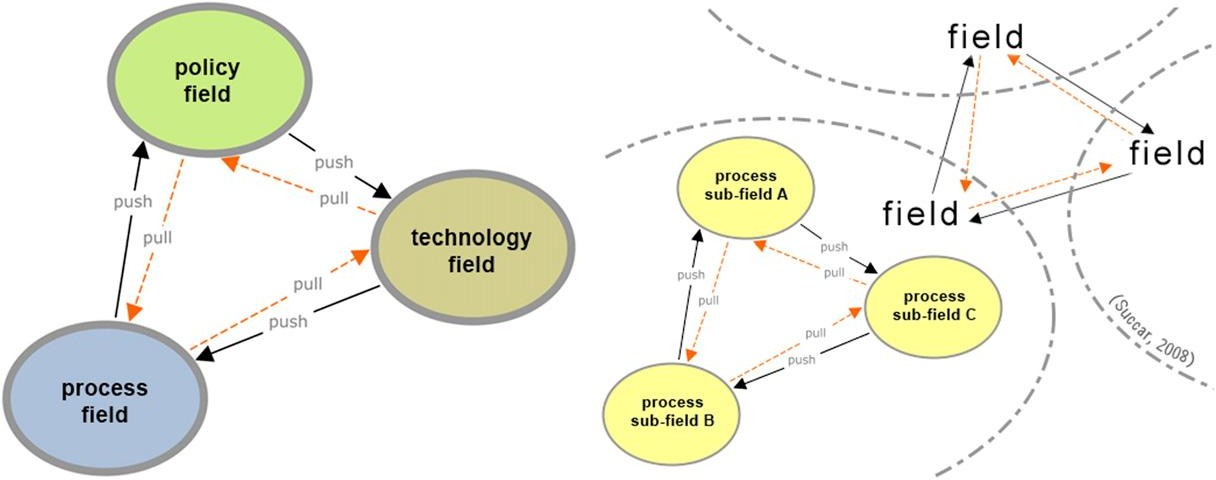 policy
field
push
pull
push
pull
technology
field
pull
push
process
field
field
field
field
process
sub-field A
push
pull
push
pull
process
sub-field C
pull
push
process
sub-field B
(Succar, 2008)